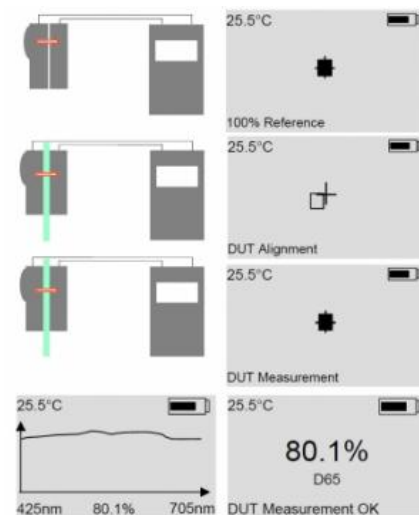 25.5°C
100% Reference
25.5°C
DUT Alignment
25.5°C
DUT Measurement
25.5°C
425nm 80.1% 705nm
25.5°C
80.1%
D65
DUT Measurement OK